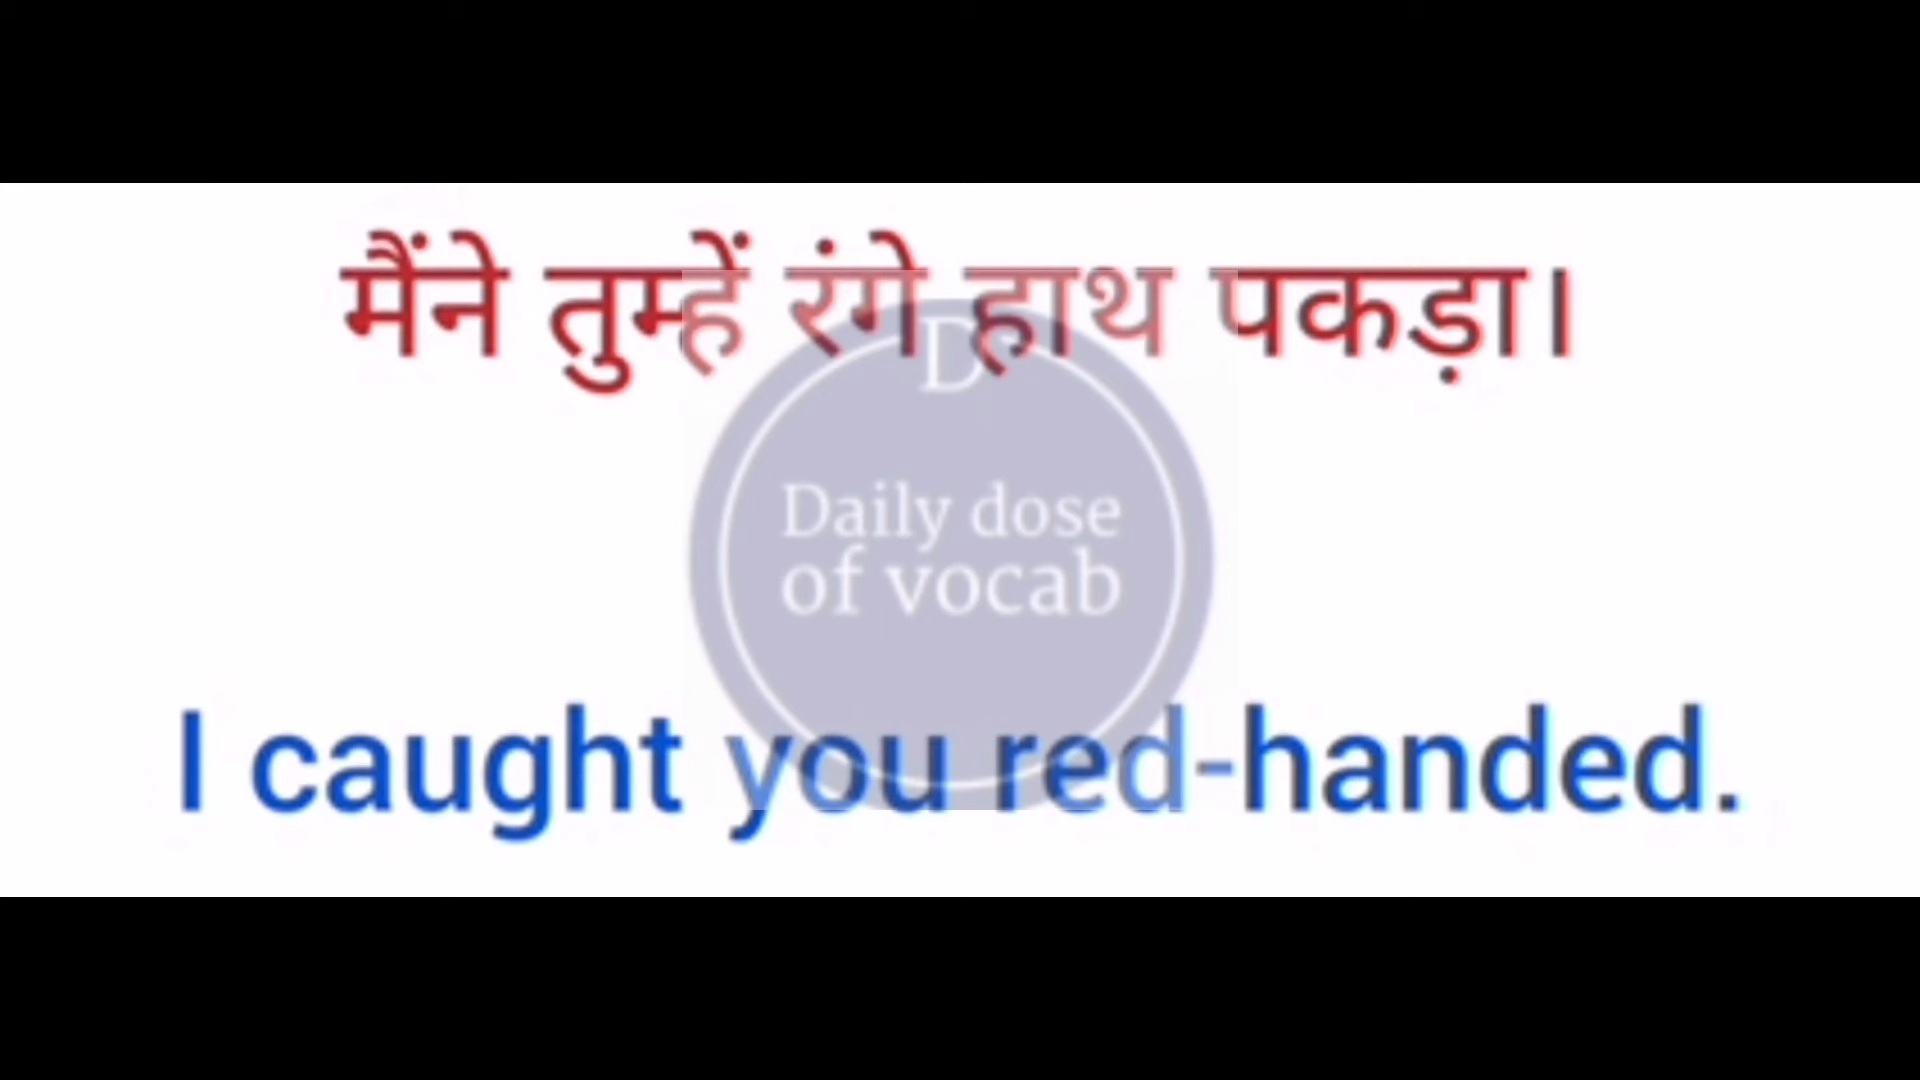 मैंने तुम्हें रंगे हाथ पकड़ा।
D
Daily dose
of vocab
I caught you red-handed.